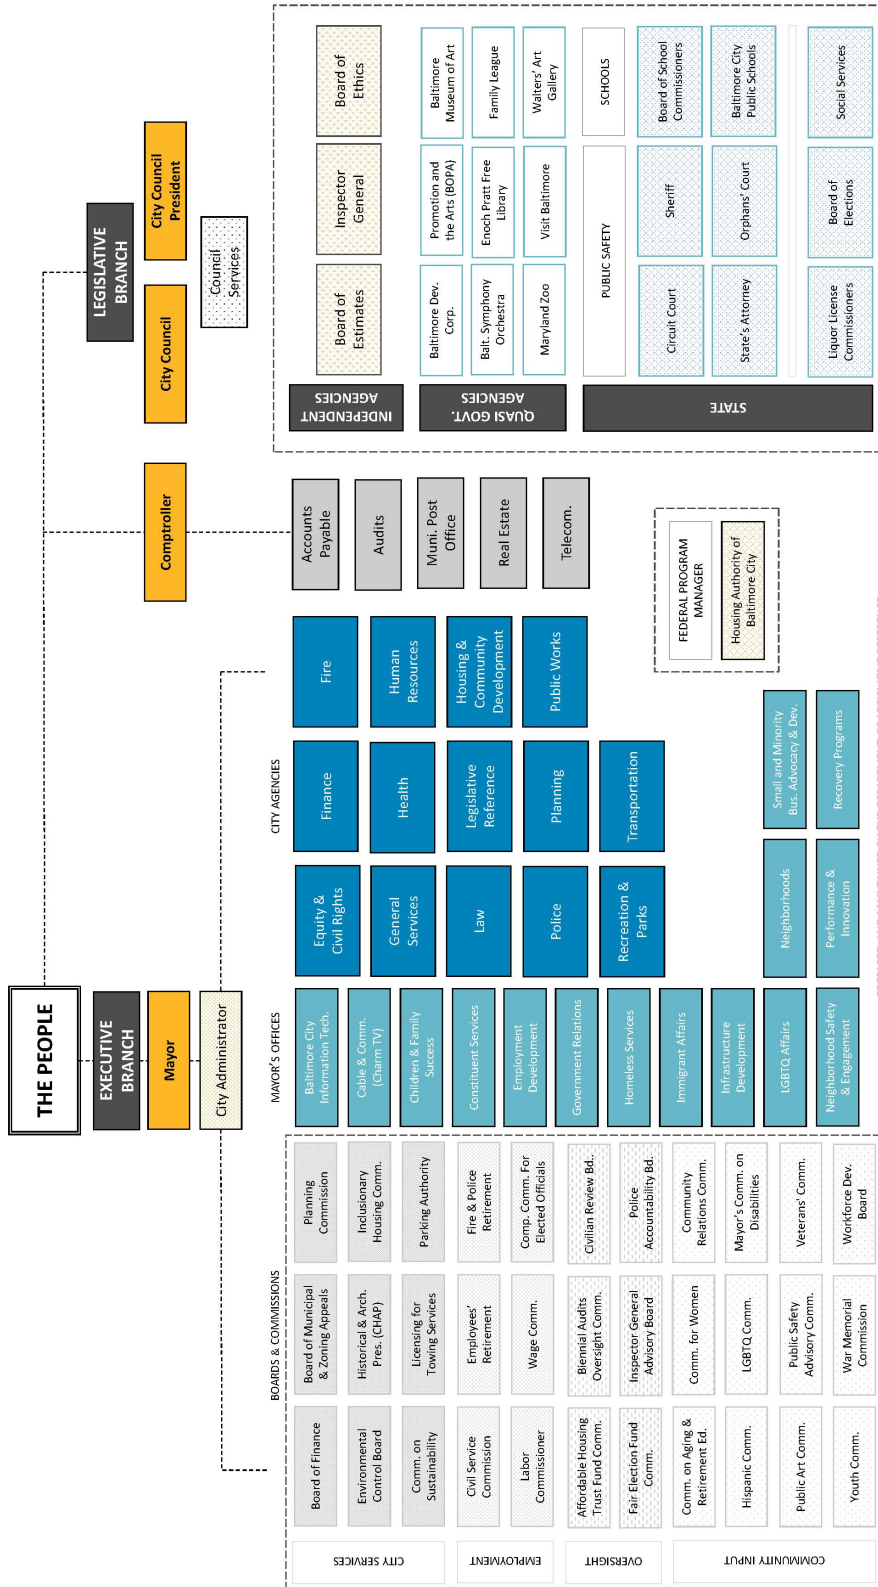 THE PEOPLE
EXECUTIVE
BRANCH
LEGISLATIVE
BRANCH
Mayor
Comptroller
City Council
City Council
President
City Administrator
Council
Services
BOARDS & COMMISSIONS
MAYOR'S OFFICES
CITY AGENCIES
CITY SERVICES
Board of Finance
Board of Municipal
& Zoning Appeals
Planning
Commission
Environmental
Control Board
Historical & Arch.
Pres. (CHAP)
Inclusionary
Housing Comm.
Comm. on
Sustainability
Licensing for
Towing Services
Parking Authority
EMPLOYMENT
Civil Service
Commission
Employees'
Retirement
Fire & Police
Retirement
Labor
Commissioner
Wage Comm.
Comp. Comm. For
Elected Officials
OVERSIGHT
Affordable Housing
Trust Fund Comm.
Biennial Audits
Oversight Comm.
Civilian Review Bd..
Fair Election Fund
Comm.
Inspector General
Advisory Board
Police
Accountability Bd.
COMMUNITY INPUT
Comm. on Aging &
Retirement Ed.
Comm. for Women
Community
Relations Comm.
Hispanic Comm.
LGBTQ Comm.
Mayor's Comm. on
Disabilities
Public Art Comm.
Public Safety
Advisory Comm.
Veterans' Comm.
Youth Comm.
War Memorial
Commission
Workforce Dev.
Board
Baltimore City
Information Tech.
Cable & Comm.
(Charm TV)
Children & Family
Success
Constituent Services
Employment
Development
Government Relations
Homeless Services
Immigrant Affairs
Infrastructure
Development
LGBTQ Affairs
Neighborhoods
Small and Minority
Bus. Advocacy & Dev.
Neighborhood Safety
& Engagement
Performance &
Innovation
Recovery Programs
Equity &
Civil Rights
Finance
Fire
General
Services
Health
Human
Resources
Law
Legislative
Reference
Housing &
Community
Development
Police
Planning
Public Works
Recreation &
Parks
Transportation
Accounts
Payable
Audits
Muni. Post
Office
Real Estate
Telecom.
FEDERAL PROGRAM
MANAGER
Housing Authority of
Baltimore City
INDEPENDENT
AGENCIES
Board of
Estimates
Inspector
General
Board of
Ethics
QUASI GOVT.
AGENCIES
Baltimore Dev.
Corp.
Promotion and
the Arts (BOPA)
Baltimore
Museum of Art
Balt. Symphony
Orchestra
Enoch Pratt Free
Library
Family League
Maryland Zoo
Visit Baltimore
Walters' Art
Gallery
STATE
PUBLIC SAFETY
SCHOOLS
Circuit Court
Sheriff
Board of School
Commissioners
State's Attorney
Orphans' Court
Baltimore City
Public Schools
Liquor License
Commissioners
Board of
Elections
Social Services